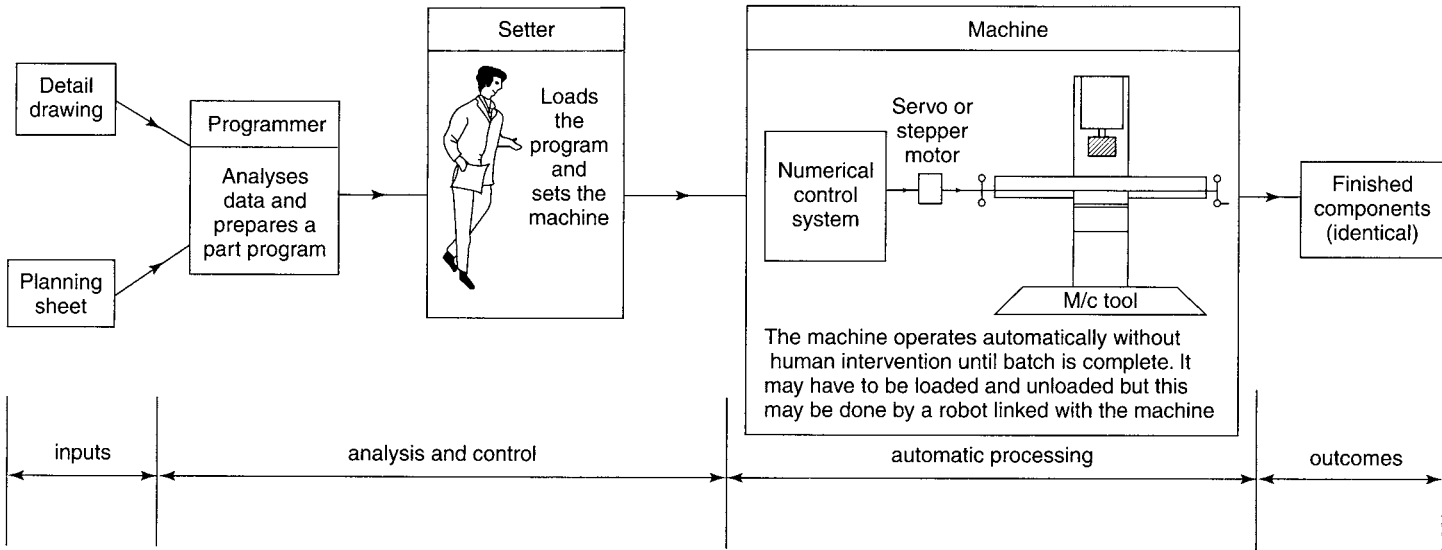 Detail
drawing
Planning
sheet
Programmer
Analyses
data and
prepares a
part program
Setter
Loads
the
program
and
sets the
machine
Machine
Numerical
control
system
Servo or
stepper
motor
M/c tool
The machine operates automatically without
human intervention until batch is complete. It
may have to be loaded and unloaded but this
may be done by a robot linked with the machine
Finished
components
(identical)
inputs
analysis and control
automatic processing
outcomes